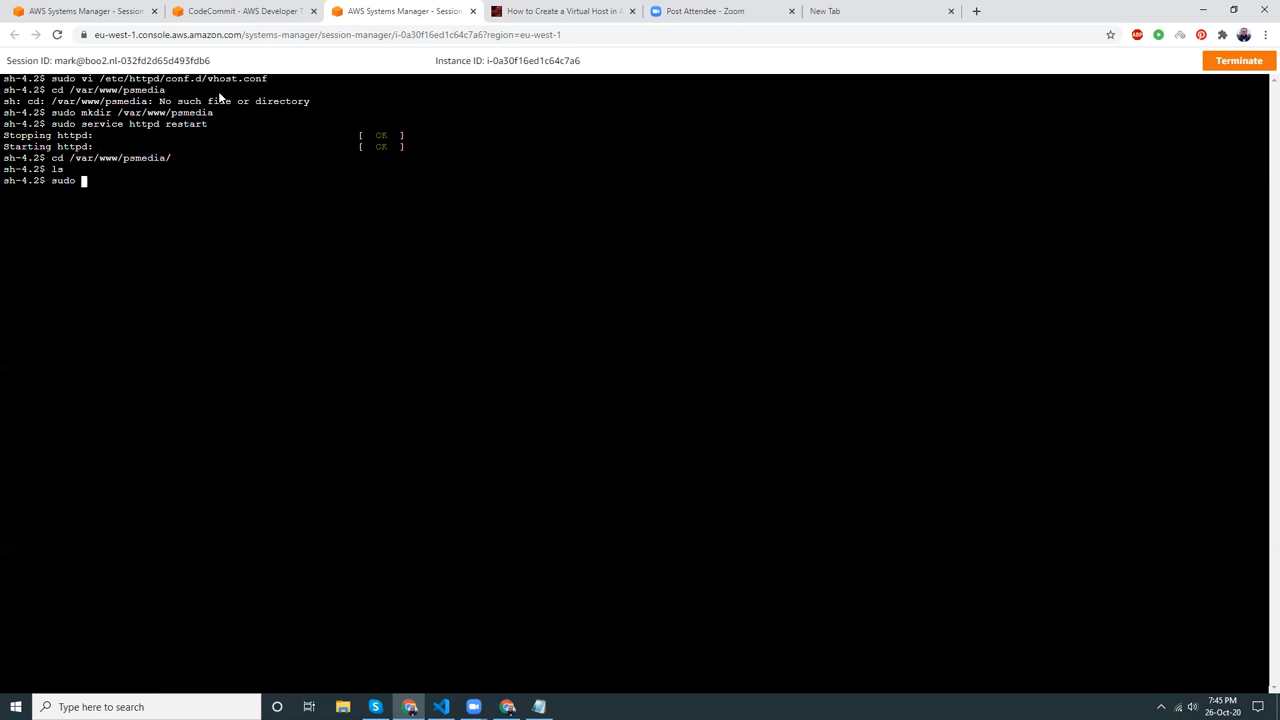 AWS Systems Manager - Session
CodeCommit - AWS Developer T
AWS Systems Manager - Session
How to Create a Virtual Host in A
Post Attendee - Zoom
New Tab
eu-west-1.console.aws.amazon.com/systems-manager/session-manager/i-0a30f16ed1c64c7a6?region=eu-west-1
ABP
Session ID: mark@boo2.nl-032fd2d65d493fdb6
Instance ID: i-0a30f16ed1c64c7a6
Terminate
sh-4.2$ sudo vi /etc/httpd/conf.d/vhost.conf
sh-4.2$ cd /var/www/psmedia
sh: cd: /var/www/psmedia: No such file or directory
sh-4.2$ sudo mkdir /var/www/psmedia
sh-4.2$ sudo service httpd restart
Stopping httpd: [ OK ]
Starting httpd: [ OK ]
sh-4.2$ cd /var/www/psmedia/
sh-4.2$ ls
sh-4.2$ sudo
Type here to search
7:45 PM
26-Oct-20